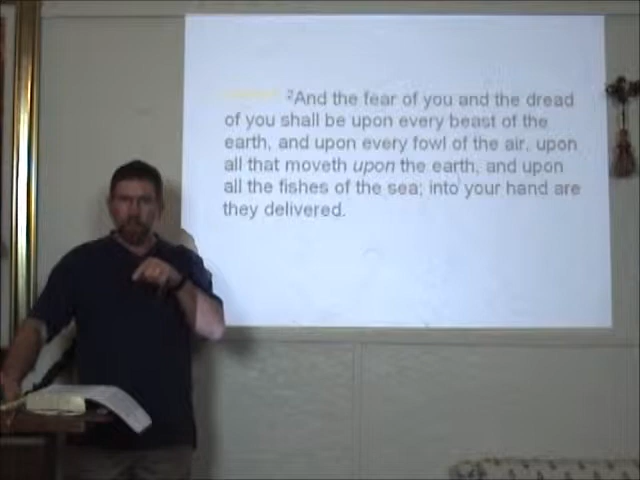 ²And the fear of you and the dread
of you shall be upon every beast of the
earth, and upon every fowl of the air, upon
all that moveth upon the earth, and upon
all the fishes of the sea; into your hand are
they delivered.